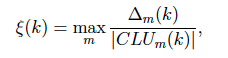 ξ(k) = max_m Δ_m(k) / |CLU_m(k)|,